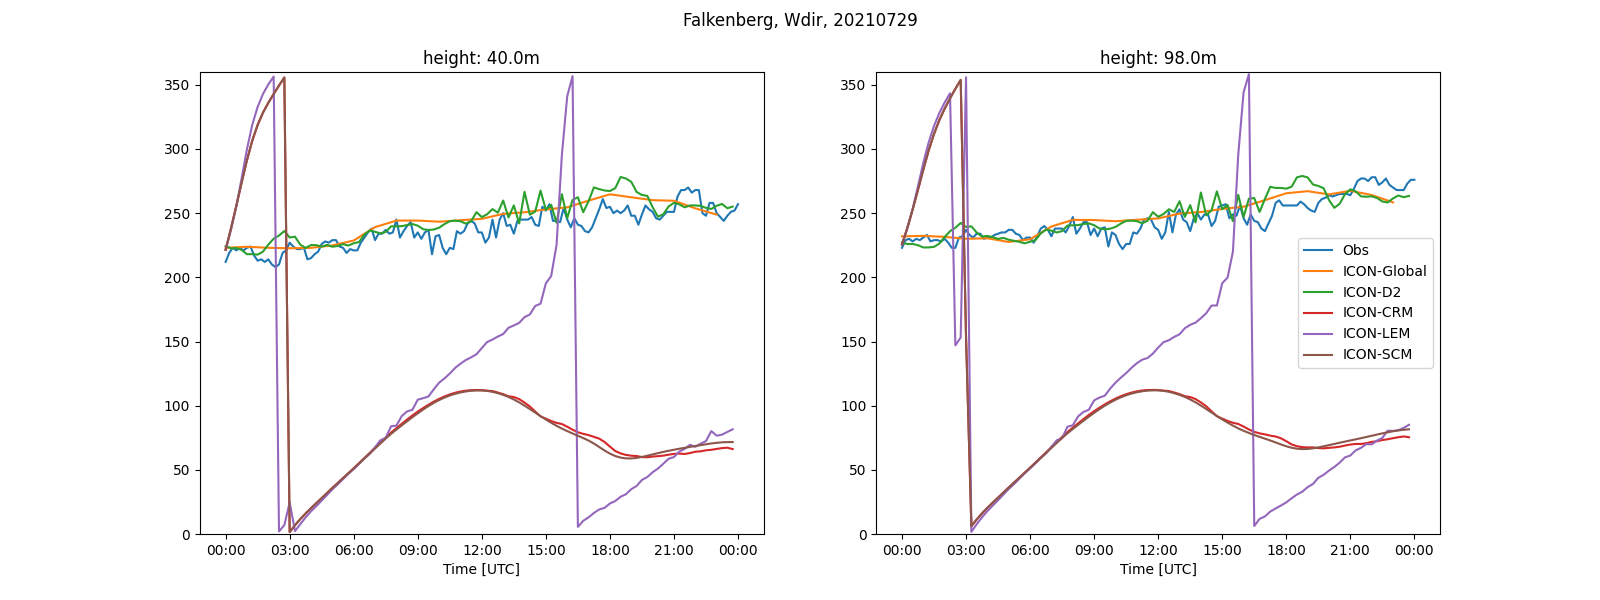 Falkenberg, Wdir, 20210729
height: 40.0m
350
300
250
200
150
100
50
0
00:00 03:00 06:00 09:00 12:00 15:00 18:00 21:00 00:00
Time [UTC]
height: 98.0m
350
300
250
200
150
100
50
0
00:00 03:00 06:00 09:00 12:00 15:00 18:00 21:00 00:00
Time [UTC]
Obs
ICON-Global
ICON-D2
ICON-CRM
ICON-LEM
ICON-SCM